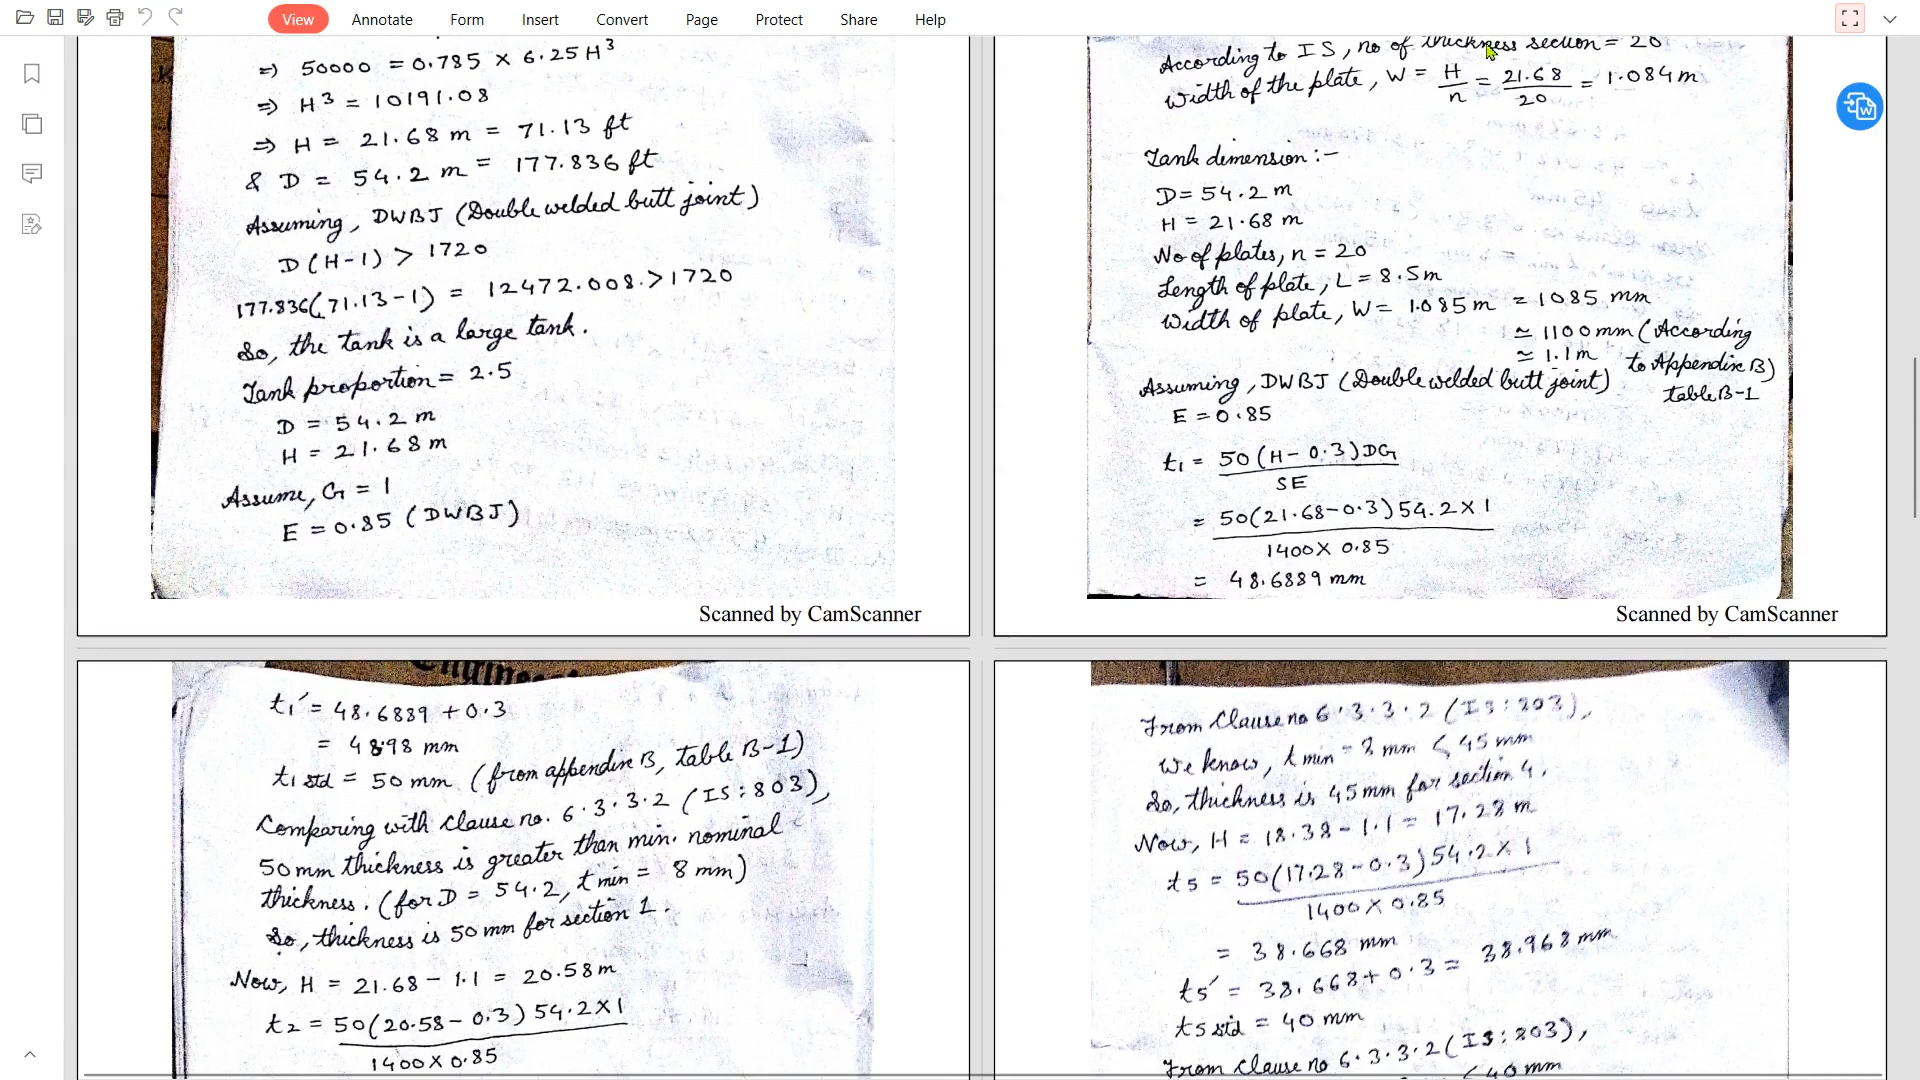 View Annotate Form Insert Convert Page Protect Share Help
⇒ 50000 = 0.785 × 6.25 H³
⇒ H³ = 10191.08
⇒ H = 21.68 m = 71.13 ft
& D = 54.2 m = 177.836 ft
Assuming, DWBJ (Double welded butt joint)
D (H-1) > 1720
177.836(71.13-1) = 12472.008 > 1720
So, the tank is a large tank.
Tank proportion = 2.5
D = 54.2 m
H = 21.68 m
Assume, G = 1
E = 0.85 (DWBJ)
Scanned by CamScanner
According to IS, no of thickness section = 20
Width of the plate, W = H/n = 21.68/20 = 1.084 m
Tank dimension :-
D = 54.2 m
H = 21.68 m
No of plates, n = 20
Length of plate, L = 8.5 m
Width of plate, W = 1.085 m = 1085 mm
≃ 1100 mm (According
≃ 1.1 m to Appendix B)
table B-1
Assuming, DWBJ (Double welded butt joint)
E = 0.85
t₁ = 50 (H - 0.3) DG
SE
= 50(21.68-0.3) 54.2 × 1
1400 × 0.85
= 48.6889 mm
Scanned by CamScanner
t₁′ = 48.6889 + 0.3
= 48.98 mm
t₁ std = 50 mm (from appendix B, table B-1)
Comparing with clause no. 6.3.3.2 (IS:803),
50 mm thickness is greater than min. nominal
thickness. (for D = 54.2, t min = 8 mm)
So, thickness is 50 mm for section 1.
Now, H = 21.68 - 1.1 = 20.58 m
t₂ = 50(20.58 - 0.3) 54.2 × 1
1400 × 0.85
From Clause no 6.3.3.2 (IS:803),
We know, t min = 8 mm < 45 mm
So, thickness is 45 mm for section 4.
Now, H = 18.38 - 1.1 = 17.28 m
t₅ = 50(17.28 - 0.3) 54.2 × 1
1400 × 0.85
= 38.668 mm
t₅′ = 38.668 + 0.3 = 38.968 mm
t₅ std = 40 mm
From Clause no 6.3.3.2 (IS:803),
< 40 mm